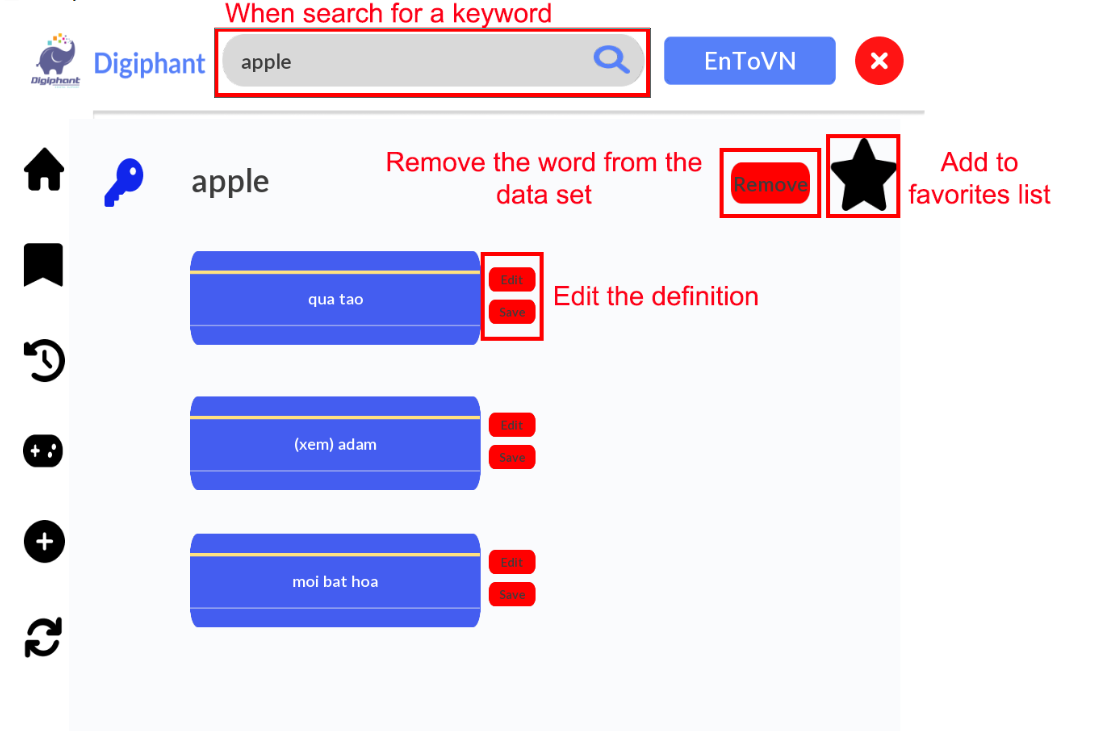 When search for a keyword
Digiphant
Digiphant
apple
EnToVN
apple
Remove the word from the
data set
Remove
Add to
favorites list
qua tao
Edit
Save
Edit the definition
(xem) adam
Edit
Save
moi bat hoa
Edit
Save